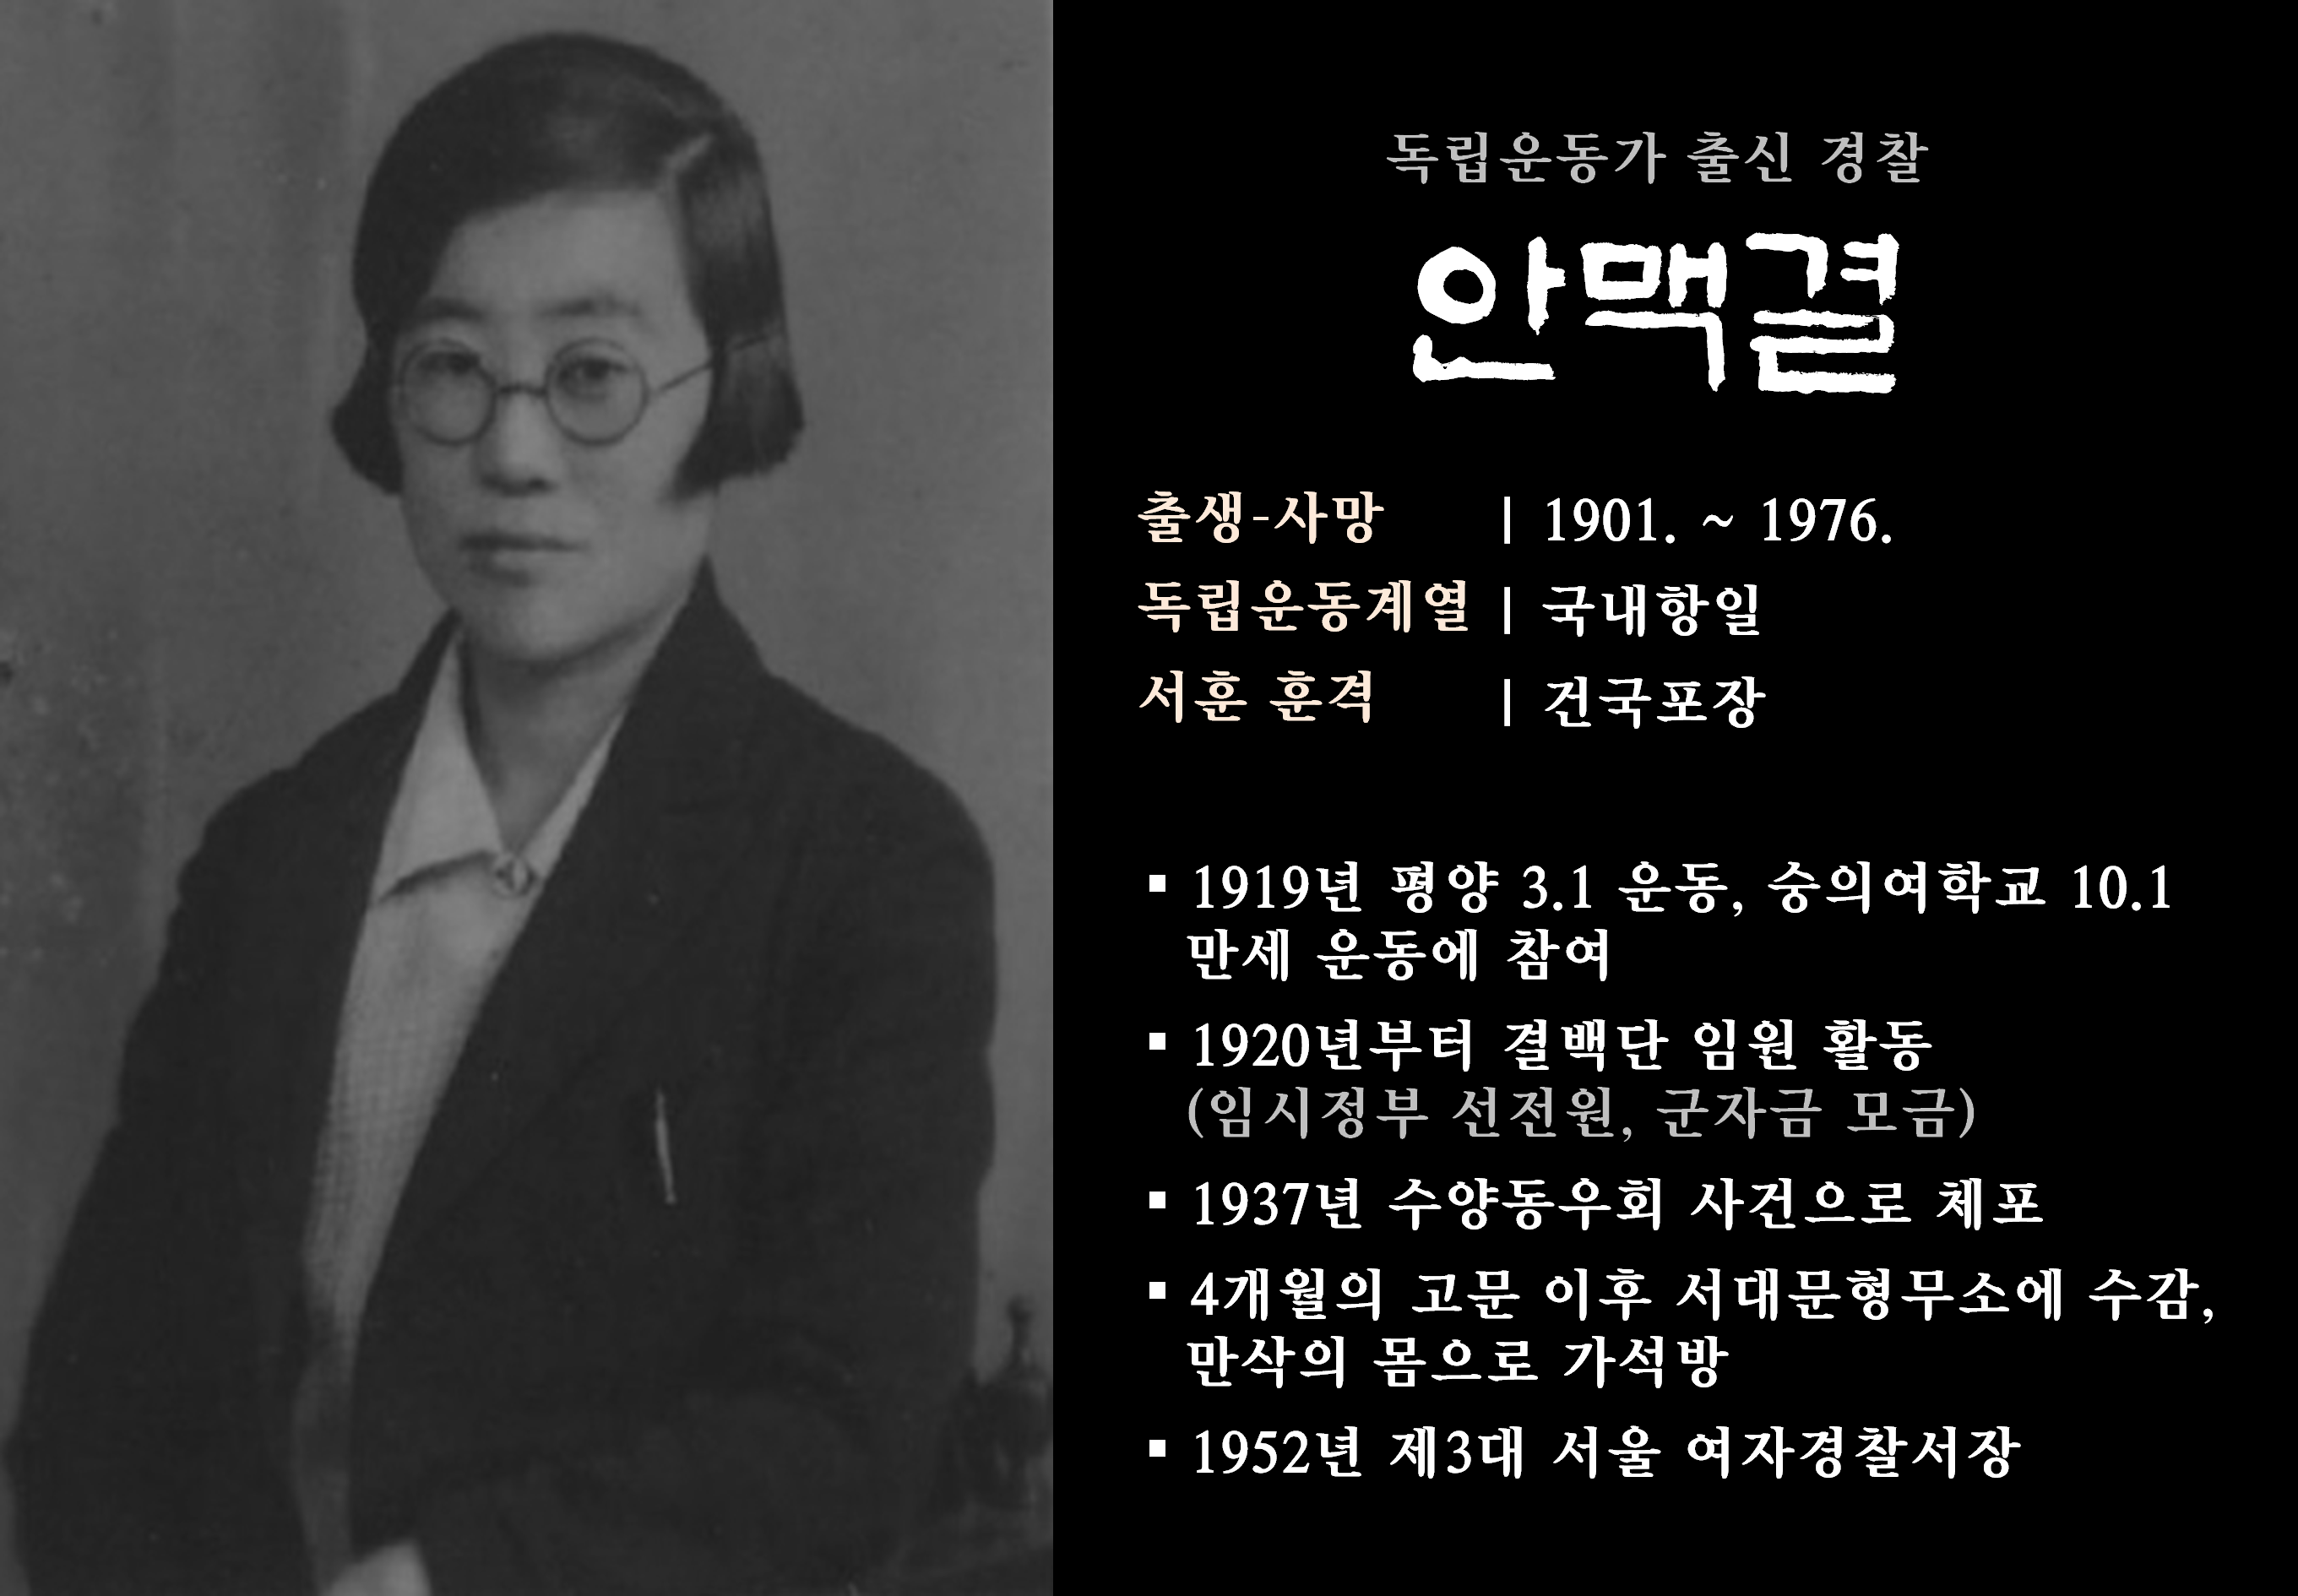 독립운동가 출신 경찰
안맥결
출생-사망 | 1901. ~ 1976.
독립운동계열 | 국내항일
서훈 훈격 | 건국포장
▪ 1919년 평양 3.1 운동, 숭의여학교 10.1
만세 운동에 참여
▪ 1920년부터 결백단 임원 활동
(임시정부 선전원, 군자금 모금)
▪ 1937년 수양동우회 사건으로 체포
▪ 4개월의 고문 이후 서대문형무소에 수감,
만삭의 몸으로 가석방
▪ 1952년 제3대 서울 여자경찰서장